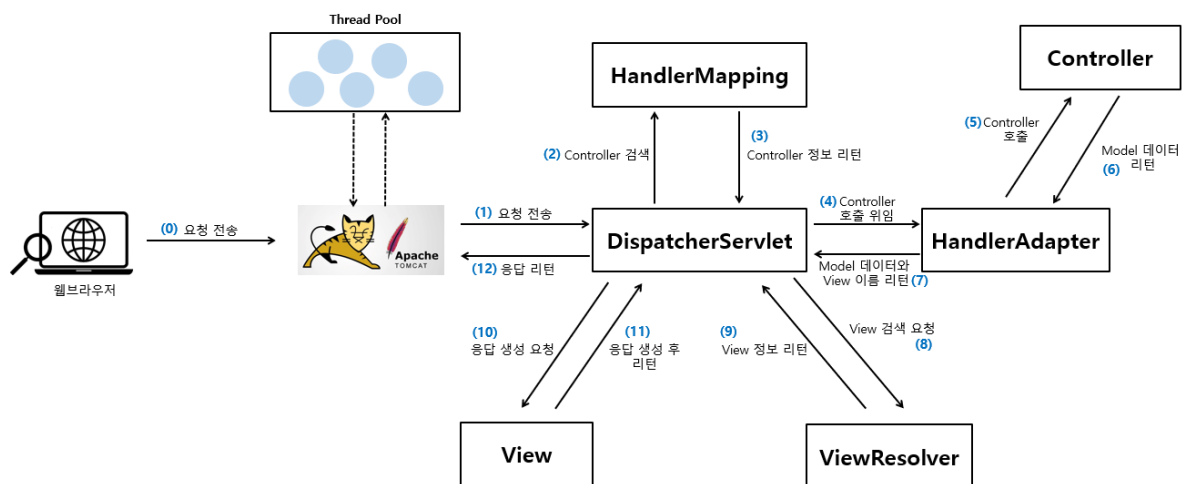 Thread Pool
HandlerMapping
Controller
(5) Controller
호출
(3)
Controller 정보 리턴
(2) Controller 검색
Model 데이터
리턴
(6)
(4) Controller
호출 위임
(1) 요청 전송
(0) 요청 전송
DispatcherServlet
HandlerAdapter
Apache
TOMCAT
(12) 응답 리턴
Model 데이터와
View 이름 리턴 (7)
웹브라우저
(10)
응답 생성 요청
(11)
응답 생성 후
리턴
(9)
View 정보 리턴
View 검색 요청
(8)
View
ViewResolver